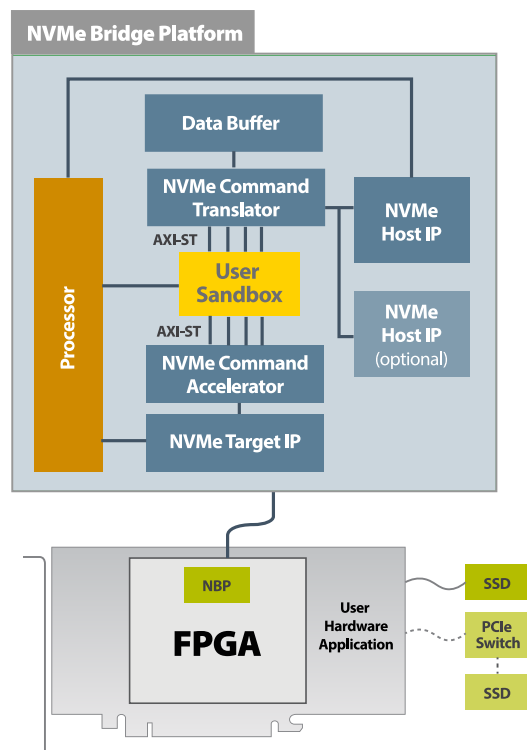 NVMe Bridge Platform
Data Buffer
NVMe Command
Translator
AXI-ST
NVMe
Host IP
User
Sandbox
Processor
NVMe
Host IP
(optional)
AXI-ST
NVMe Command
Accelerator
NVMe Target IP
NBP
FPGA
User
Hardware
Application
SSD
PCIe
Switch
SSD